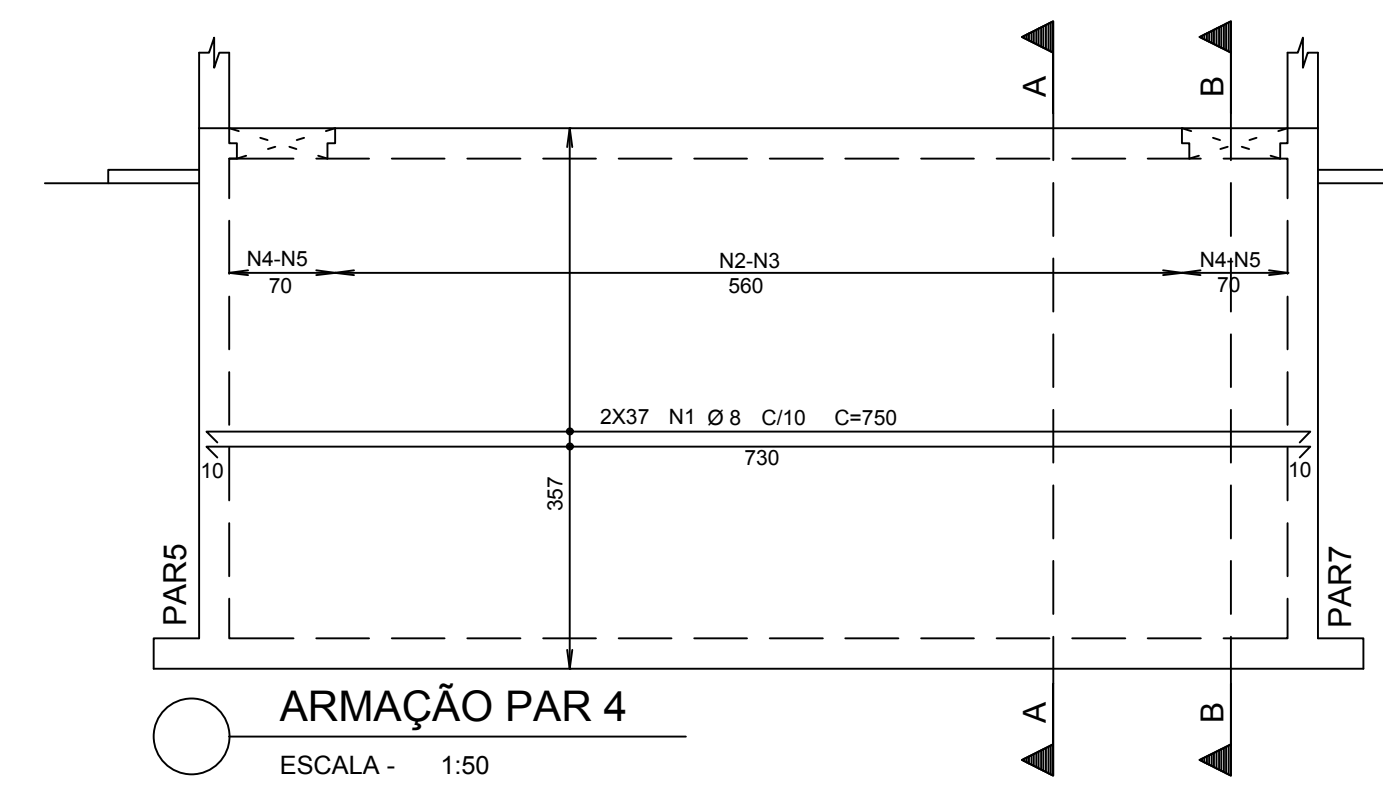 A
B
N4-N5
70
N2-N3
560
N4-N5
70
2X37 N1 Ø 8 C/10 C=750
730
10
10
357
PAR5
PAR7
ARMAÇÃO PAR 4
ESCALA - 1:50
A
B